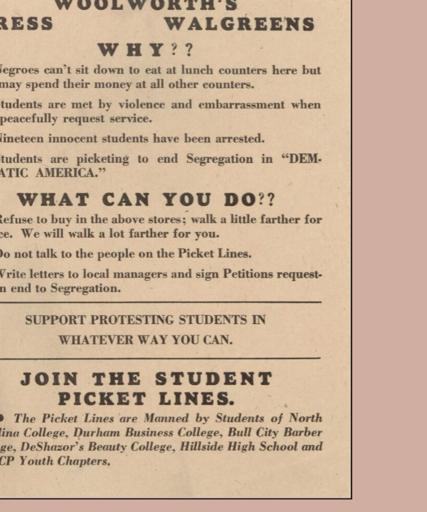 WOOLWORTH'S
RESS WALGREENS
WHY??
egroes can't sit down to eat at lunch counters here but
may spend their money at all other counters.
tudents are met by violence and embarrassment when
peacefully request service.
ineteen innocent students have been arrested.
tudents are picketing to end Segregation in “DEM-
ATIC AMERICA.”
WHAT CAN YOU DO??
efuse to buy in the above stores; walk a little farther for
ce. We will walk a lot farther for you.
o not talk to the people on the Picket Lines.
Write letters to local managers and sign Petitions request-
n end to Segregation.
SUPPORT PROTESTING STUDENTS IN
WHATEVER WAY YOU CAN.
JOIN THE STUDENT
PICKET LINES.
The Picket Lines are Manned by Students of North
lina College, Durham Business College, Bull City Barber
ge, DeShazor's Beauty College, Hillside High School and
CP Youth Chapters.